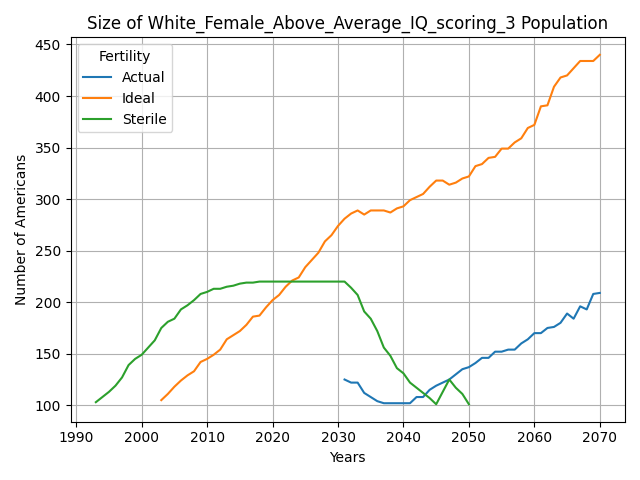 Size of White_Female_Above_Average_IQ_scoring_3 Population
Fertility
Actual
Ideal
Sterile
Number of Americans
450
400
350
300
250
200
150
100
1990
2000
2010
2020
2030
2040
2050
2060
2070
Years